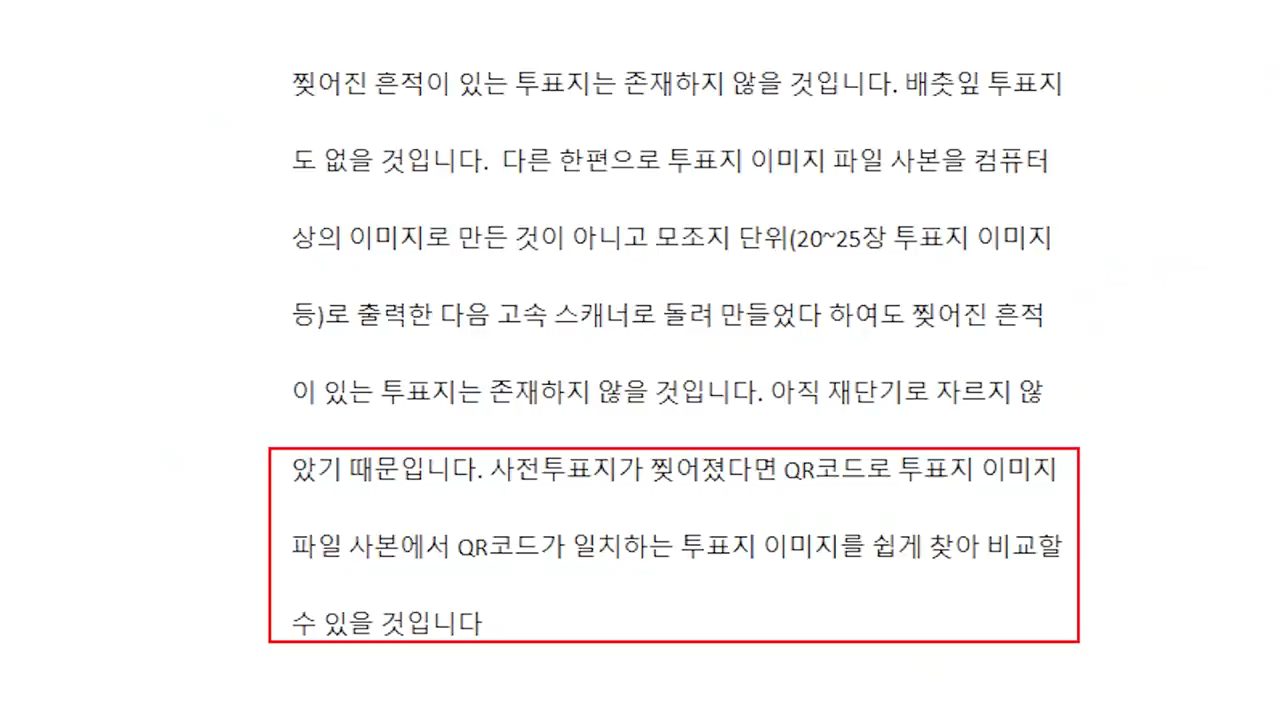 찢어진 흔적이 있는 투표지는 존재하지 않을 것입니다. 배춧잎 투표지
도 없을 것입니다. 다른 한편으로 투표지 이미지 파일 사본을 컴퓨터
상의 이미지로 만든 것이 아니고 모조지 단위(20~25장 투표지 이미지
등)로 출력한 다음 고속 스캐너로 돌려 만들었다 하여도 찢어진 흔적
이 있는 투표지는 존재하지 않을 것입니다. 아직 재단기로 자르지 않
았기 때문입니다. 사전투표지가 찢어졌다면 QR코드로 투표지 이미지
파일 사본에서 QR코드가 일치하는 투표지 이미지를 쉽게 찾아 비교할
수 있을 것입니다